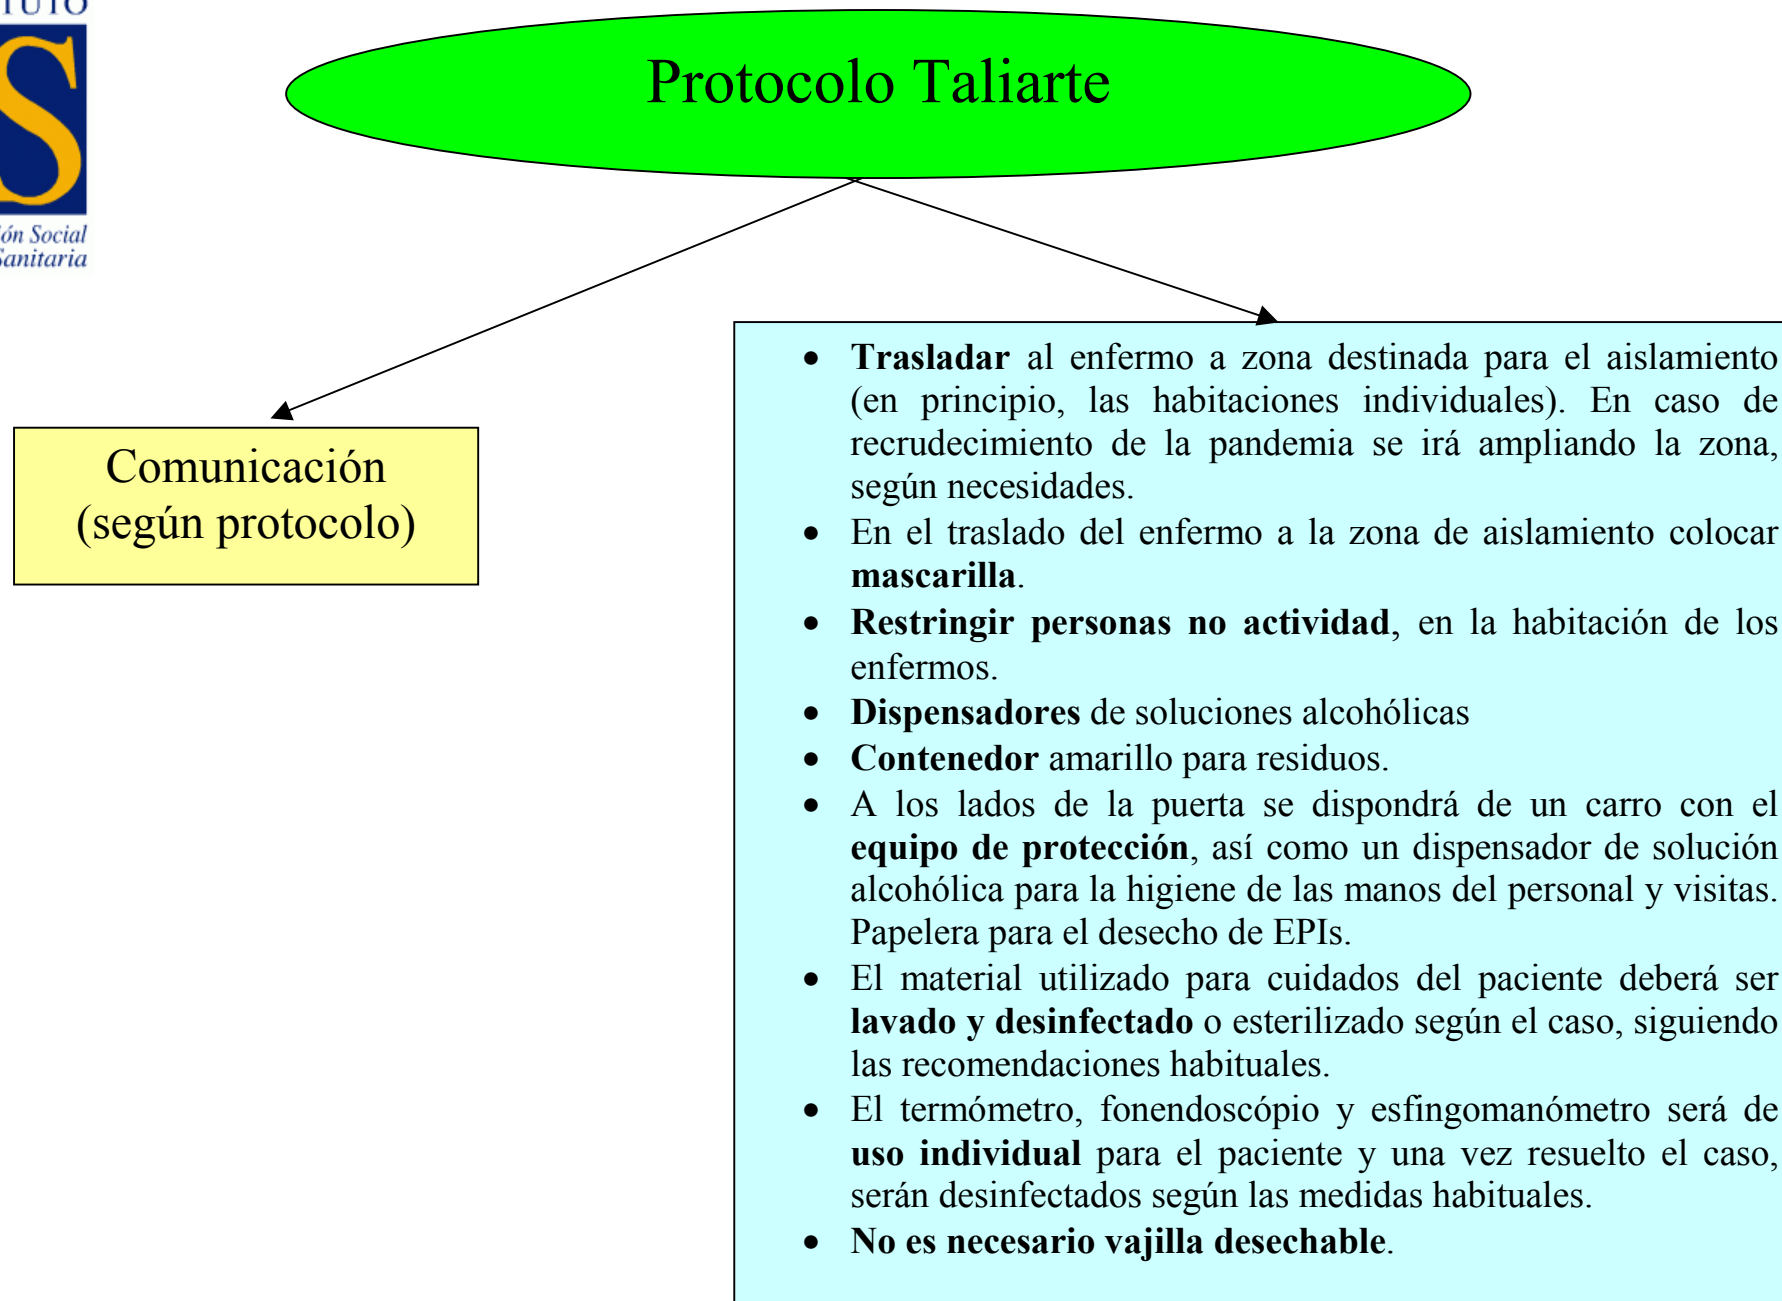 Protocolo Taliarte
S
ón Social
Sanitaria
Comunicación
(según protocolo)
• Trasladar al enfermo a zona destinada para el aislamiento
(en principio, las habitaciones individuales). En caso de
recrudecimiento de la pandemia se irá ampliando la zona,
según necesidades.
• En el traslado del enfermo a la zona de aislamiento colocar
mascarilla.
• Restringir personas no actividad, en la habitación de los
enfermos.
• Dispensadores de soluciones alcohólicas
• Contenedor amarillo para residuos.
• A los lados de la puerta se dispondrá de un carro con el
equipo de protección, así como un dispensador de solución
alcohólica para la higiene de las manos del personal y visitas.
Papelera para el desecho de EPIs.
• El material utilizado para cuidados del paciente deberá ser
lavado y desinfectado o esterilizado según el caso, siguiendo
las recomendaciones habituales.
• El termómetro, fonendoscópio y esfingomanómetro será de
uso individual para el paciente y una vez resuelto el caso,
serán desinfectados según las medidas habituales.
• No es necesario vajilla desechable.